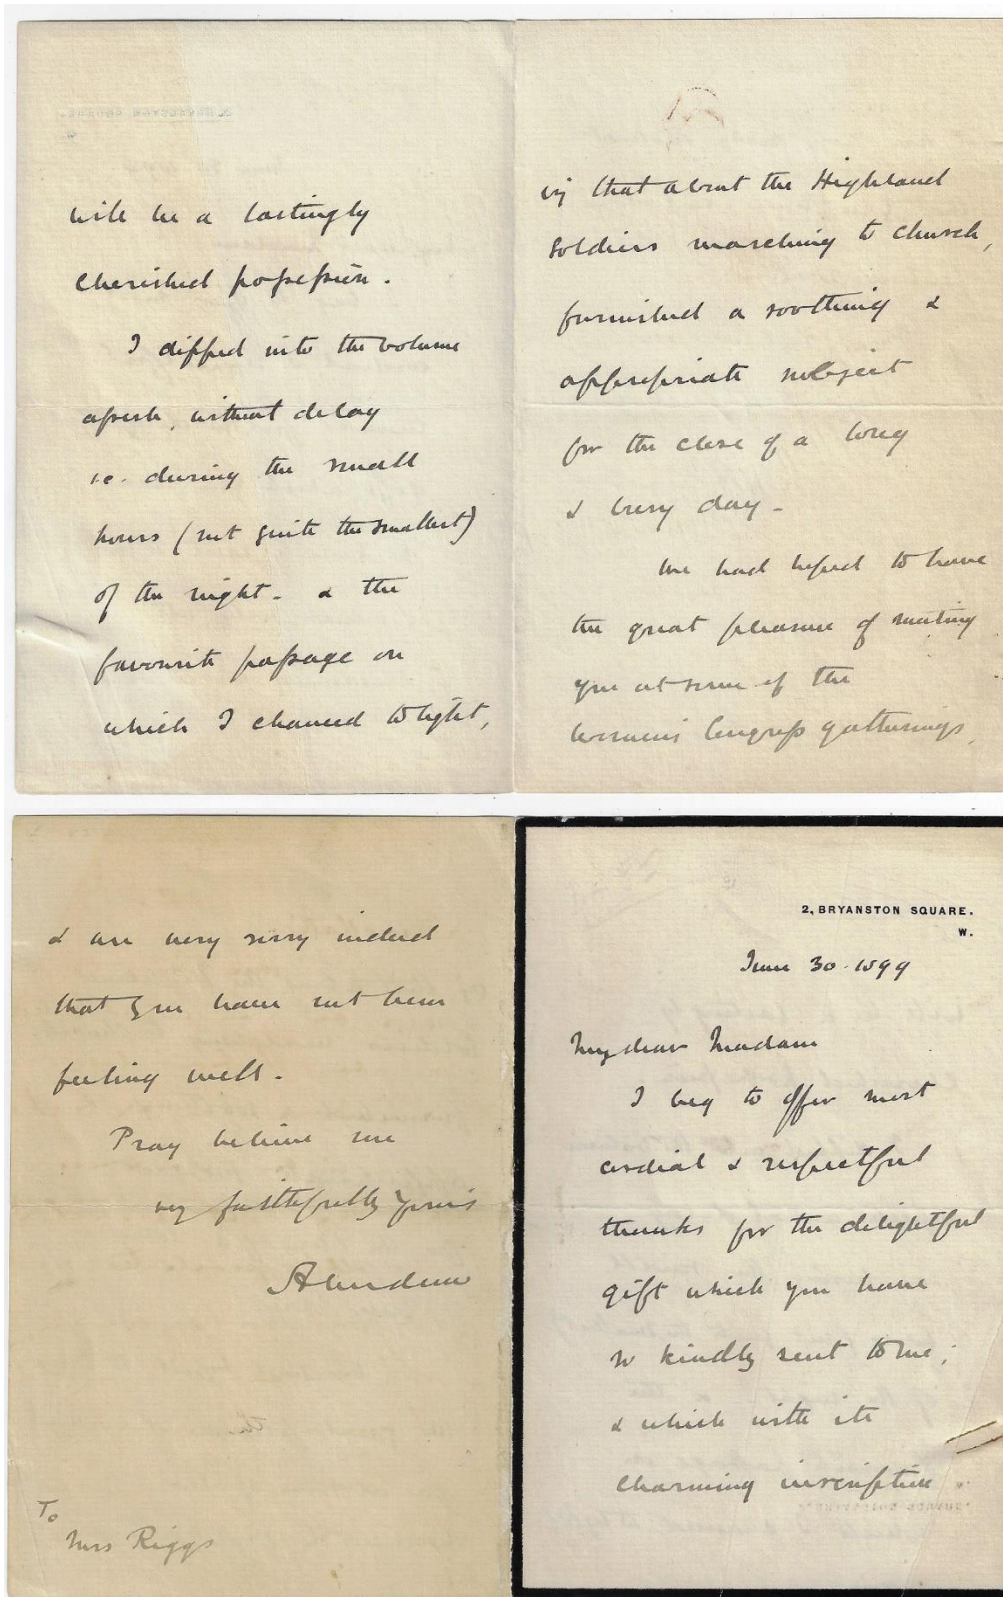 2, BRYANSTON SQUARE.
W.
June 30. 1899
My dear Madam
I beg to offer most
cordial & respectful
thanks for the delightful
gift which you have
so kindly sent to me;
& which with its
charming inscription
will be a lastingly
cherished possession.
I dipped into the volume
afresh, without delay
i.e. during the small
hours (not quite the smallest)
of the night - & the
favourite passage on
which I chanced to light,
viz that about the Highland
soldiers marching to church,
furnished a soothing &
appropriate subject
for the close of a long
& busy day -
We had hoped to have
the great pleasure of meeting
you at some of the
Women's Congress gatherings,
& are very sorry indeed
that you have not been
feeling well.
Pray believe me
very faithfully yours
Aberdeen
To
Mrs Riggs